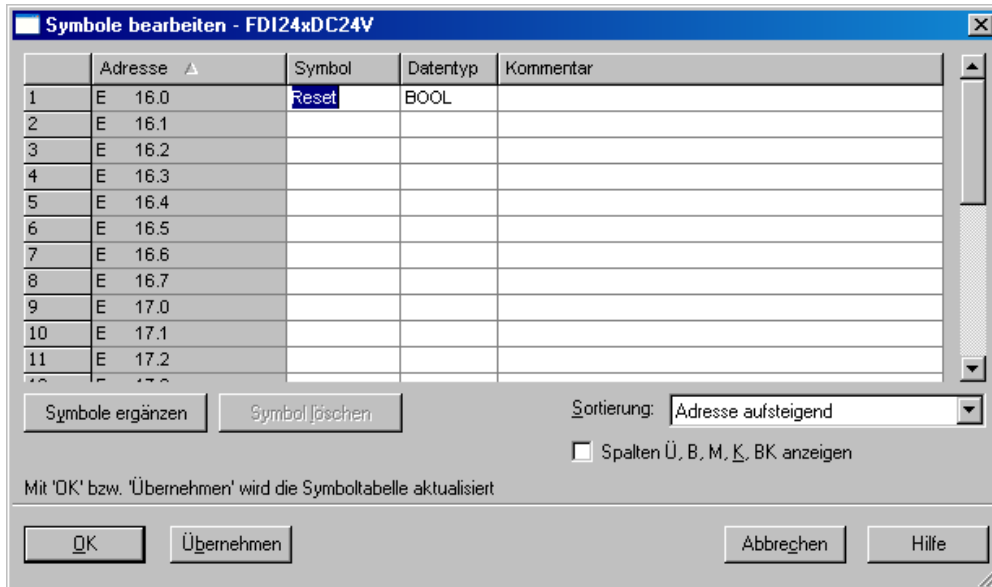 Symbole bearbeiten - FDI24xDC24V
Adresse Symbol Datentyp Kommentar
1 E 16.0 Reset BOOL
2 E 16.1
3 E 16.2
4 E 16.3
5 E 16.4
6 E 16.5
7 E 16.6
8 E 16.7
9 E 17.0
10 E 17.1
11 E 17.2
Symbole ergänzen Symbol löschen Sortierung: Adresse aufsteigend
Spalten Ü, B, M, K, BK anzeigen
Mit 'OK' bzw. 'Übernehmen' wird die Symboltabelle aktualisiert
OK Übernehmen Abbrechen Hilfe